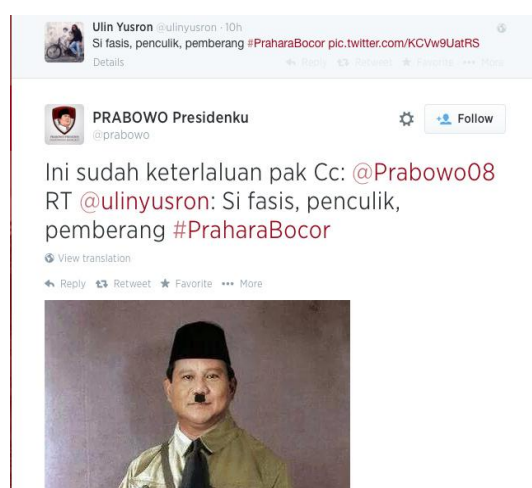 Ulin Yusron @ulinyusron · 10h
Si fasis, penculik, pemberang #PraharaBocor pic.twitter.com/KCVw9UatRS
Details
Reply Retweet Favorite More
PRABOWO Presidenku
@prabowo
Follow
Ini sudah keterlaluan pak Cc: @Prabowo08
RT @ulinyusron: Si fasis, penculik,
pemberang #PraharaBocor
View translation
Reply Retweet Favorite More